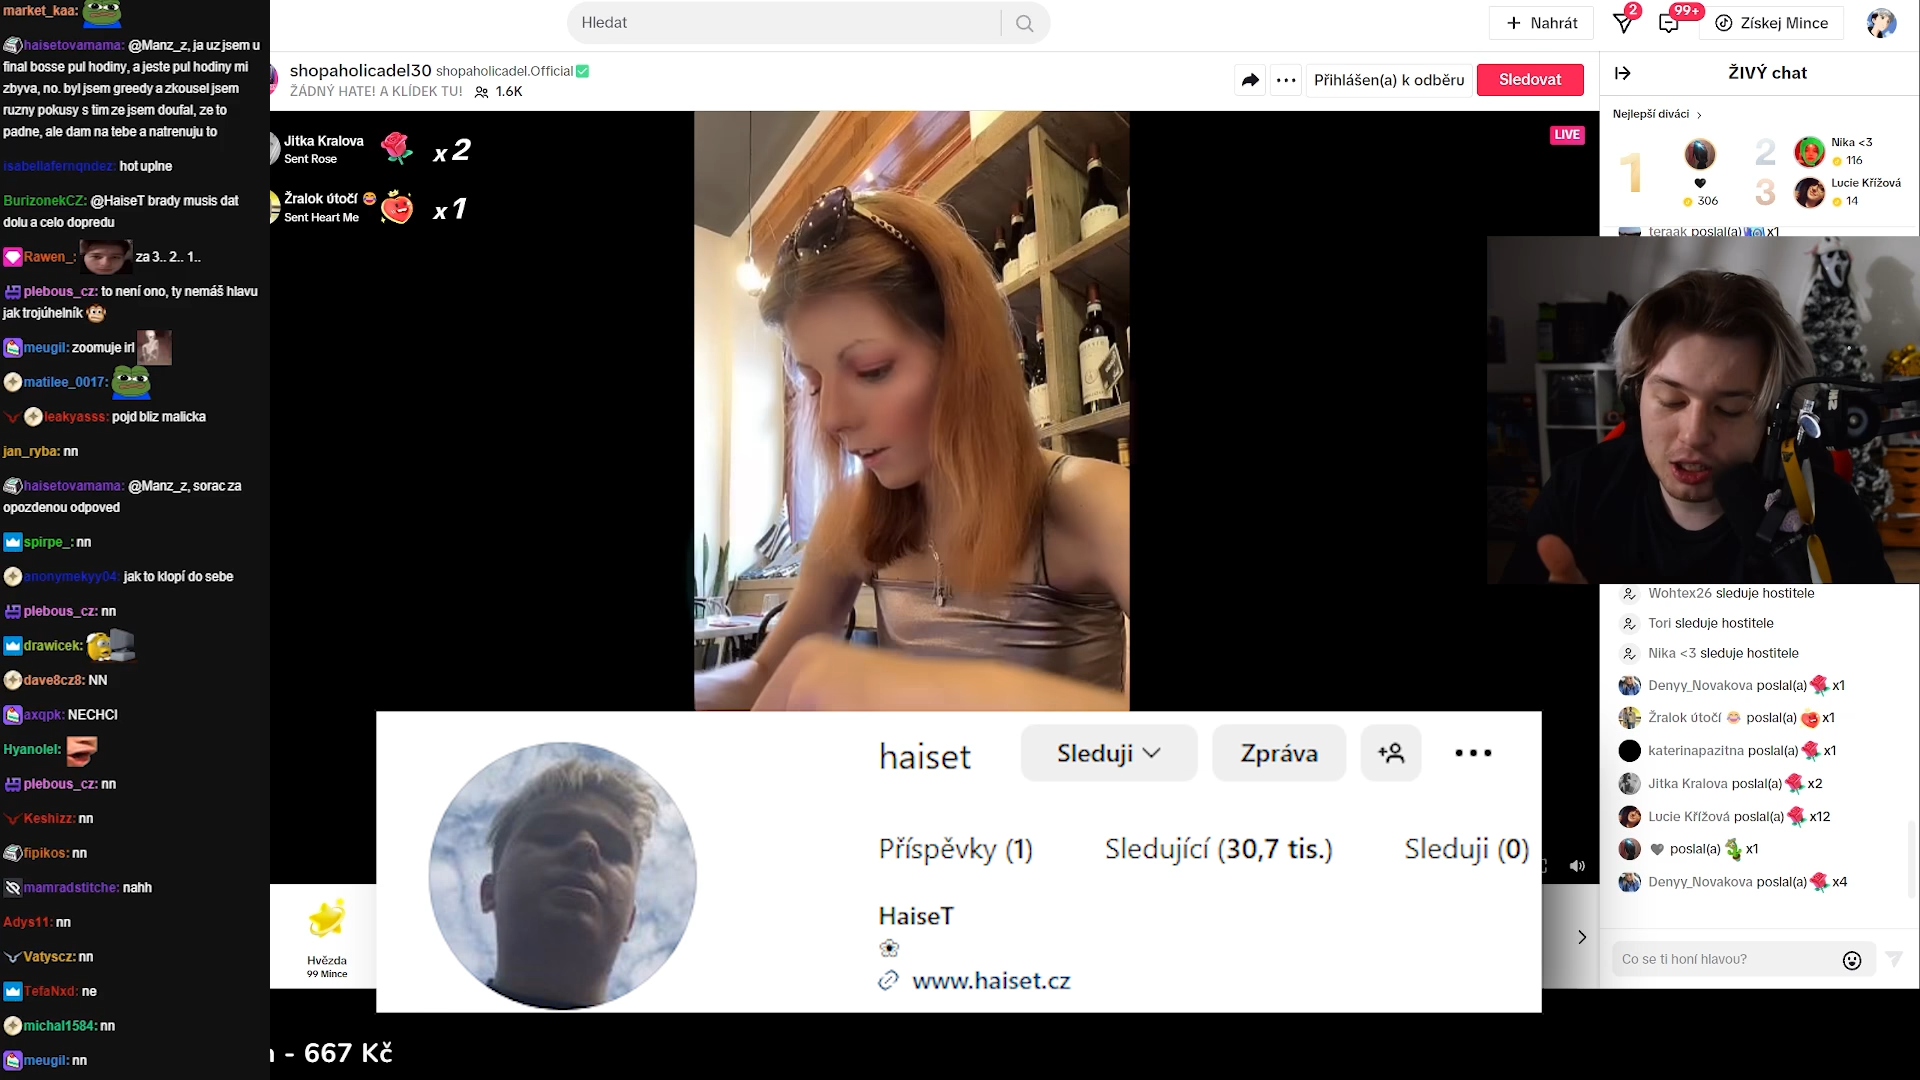 market_kaa:
haisetovamama: @Manz_z, ja uz jsem u
final bosse pul hodiny, a jeste pul hodiny mi
zbyva, no. byl jsem greedy a zkousel jsem
ruzny pokusy s tim ze jsem doufal, ze to
padne, ale dam na tebe a natrenuju to
isabellafernqndez: hot uplne
BurizonekCZ: @HaiseT brady musis dat
dolu a celo dopredu
Rawen_: za 3.. 2.. 1..
plebous_cz: to není ono, ty nemáš hlavu
jak trojúhelník
meugil: zoomuje irl
matilee_0017:
leakyasss: pojd bliz malicka
jan_ryba: nn
haisetovamama: @Manz_z, sorac za
opozdenou odpoved
spirpe_: nn
anonymekyy04: jak to klopí do sebe
plebous_cz: nn
drawicek:
dave8cz8: NN
axqpk: NECHCI
Hyanolel:
plebous_cz: nn
Keshizz: nn
fipikos: nn
mamradstitche: nahh
Adys11: nn
Vatyscz: nn
TefaNxd: ne
michal1584: nn
meugil: nn
Hledat
Nahrát
2
99+
Získej Mince
shopaholicadel30 shopaholicadel.Official
ŽÁDNÝ HATE! A KLÍDEK TU! 1.6K
Přihlášen(a) k odběru
Sledovat
Jitka Kralova
Sent Rose
x 2
Žralok útočí
Sent Heart Me
x 1
LIVE
ŽIVÝ chat
Nejlepší diváci
1
306
2
Nika <3
116
3
Lucie Křížová
14
teraak poslal(a) x1
Wohtex26 sleduje hostitele
Tori sleduje hostitele
Nika <3 sleduje hostitele
Denyy_Novakova poslal(a) x1
Žralok útočí poslal(a) x1
katerinapazitna poslal(a) x1
Jitka Kralova poslal(a) x2
Lucie Křížová poslal(a) x12
poslal(a) x1
Denyy_Novakova poslal(a) x4
Co se ti honí hlavou?
haiset
Sleduji
Zpráva
Příspěvky (1)
Sledující (30,7 tis.)
Sleduji (0)
HaiseT
www.haiset.cz
Hvězda
99 Mince
- 667 Kč